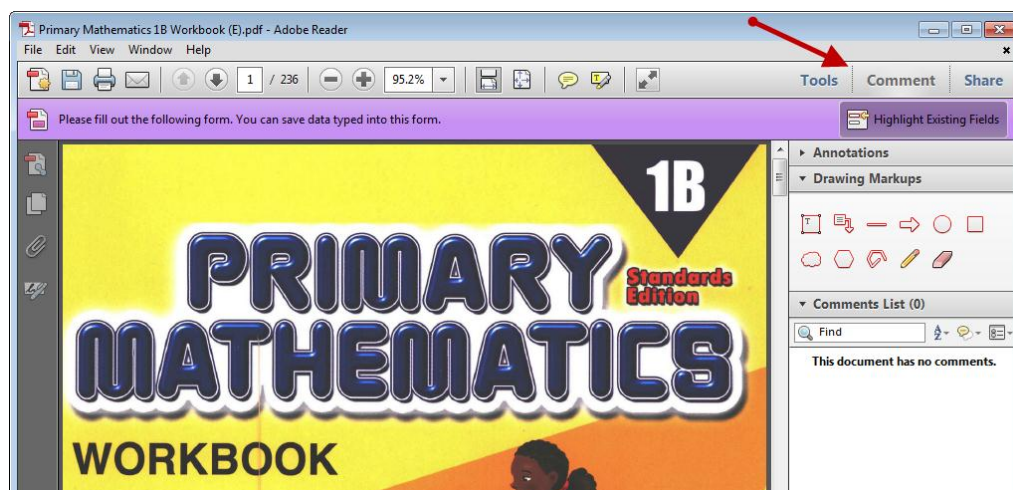 Primary Mathematics 1B Workbook (E).pdf - Adobe Reader
File Edit View Window Help
1 / 236 95.2% Tools Comment Share
Please fill out the following form. You can save data typed into this form. Highlight Existing Fields
Annotations
Drawing Markups
T
T
Comments List (0)
Find
This document has no comments.
1B
PRIMARY
Standards
Edition
MATHEMATICS
WORKBOOK